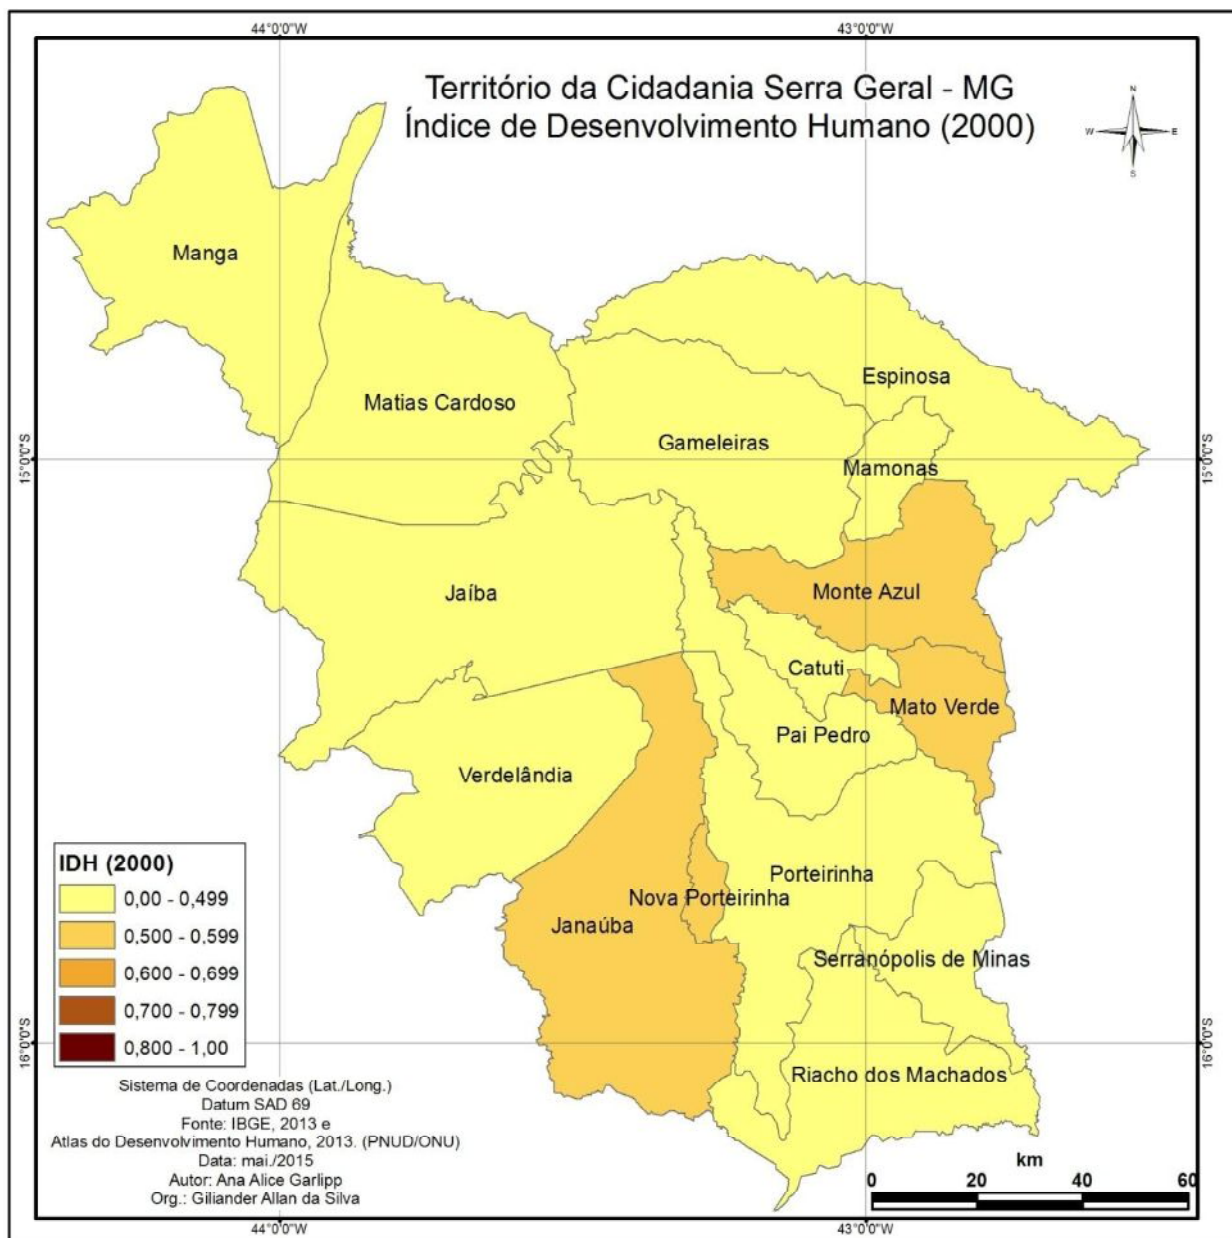 44°0'0"W
43°0'0"W
Território da Cidadania Serra Geral - MG
Índice de Desenvolvimento Humano (2000)
N
W
E
S
Manga
Espinosa
Matias Cardoso
Gameleiras
15°0'0"S
15°0'0"S
Mamonas
Jaíba
Monte Azul
Catuti
Mato Verde
Pai Pedro
Verdelândia
IDH (2000)
0,00 - 0,499
0,500 - 0,599
0,600 - 0,699
0,700 - 0,799
0,800 - 1,00
Porteirinha
Nova Porteirinha
Janaúba
Serranópolis de Minas
16°0'0"S
16°0'0"S
Riacho dos Machados
Sistema de Coordenadas (Lat./Long.)
Datum SAD 69
Fonte: IBGE, 2013 e
Atlas do Desenvolvimento Humano, 2013. (PNUD/ONU)
Data: mai./2015
Autor: Ana Alice Garlipp
Org.: Giliander Allan da Silva
km
0 20 40 60
44°0'0"W
43°0'0"W